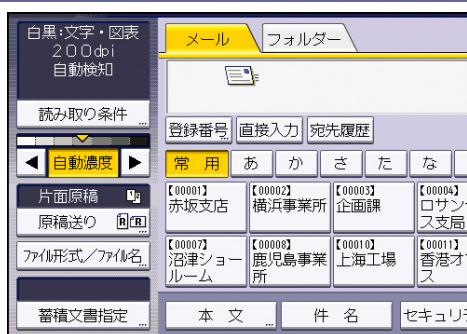 白黒:文字・図表
200dpi
自動検知
読み取り条件
自動濃度
片面原稿
原稿送り
ファイル形式/ファイル名
蓄積文書指定
メール
フォルダー
登録番号
直接入力
宛先履歴
常用
あ
か
さ
た
な
【00001】
赤坂支店
【00002】
横浜事業所
【00003】
企画課
【00004】
ロサン
ス支局
【00007】
沼津ショー
ルーム
【00008】
鹿児島事業
所
【00010】
上海工場
【00011】
香港オ
ス
本文
件名
セキュリ